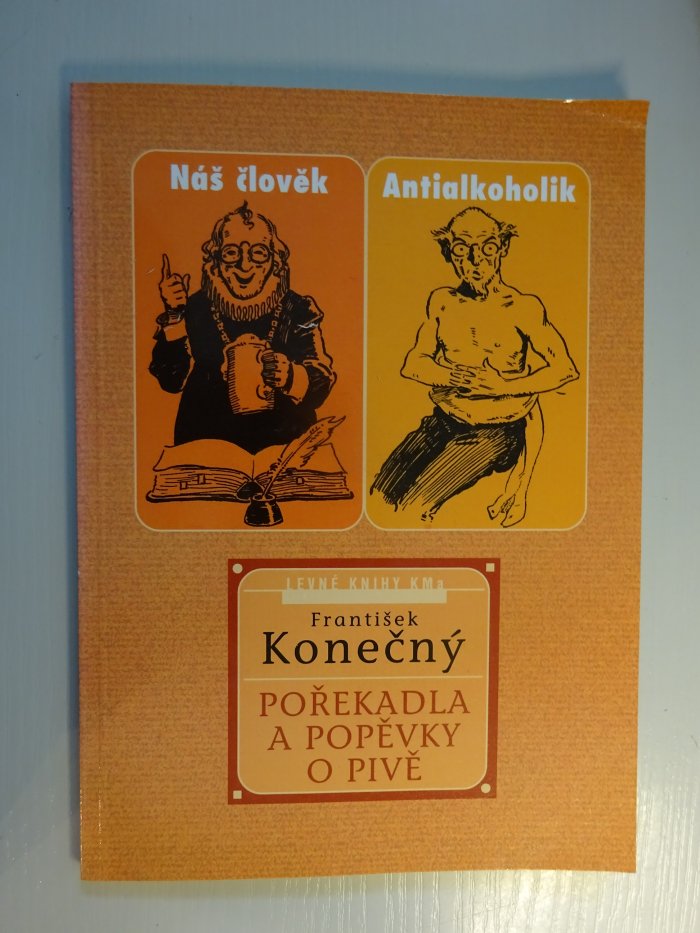 Náš člověk
Antialkoholik
LEVNÉ KNIHY KMa
František
Konečný
POŘEKADLA
A POPĚVKY
O PIVĚ